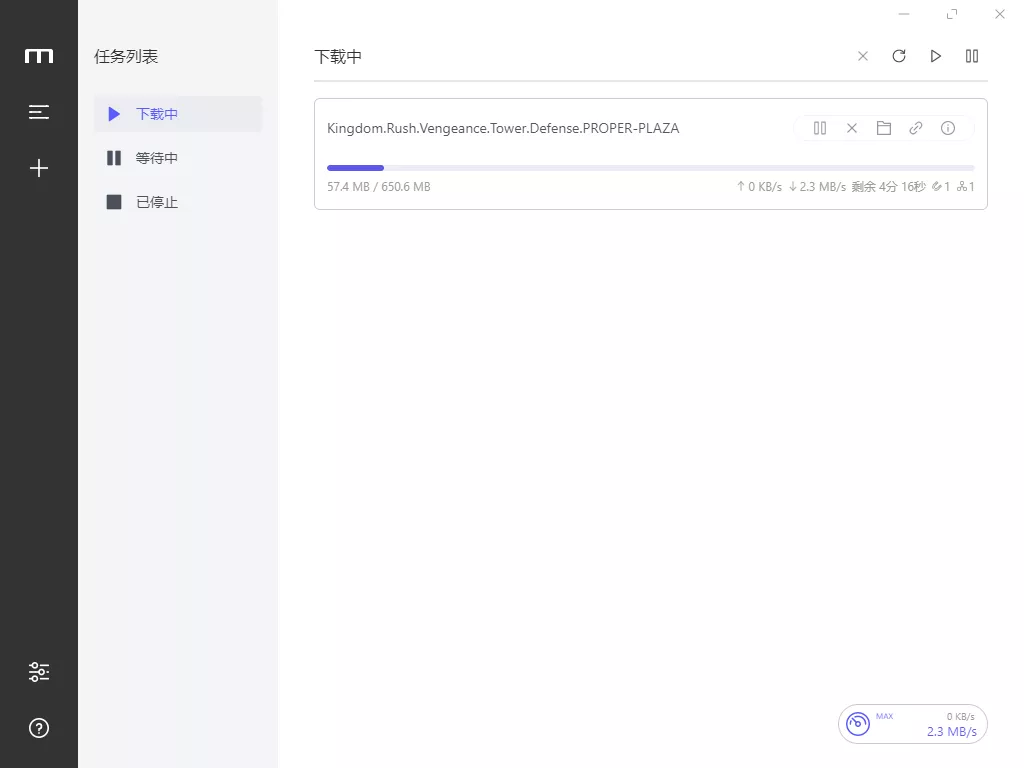 m
任务列表
下载中
等待中
已停止
下载中
Kingdom.Rush.Vengeance.Tower.Defense.PROPER-PLAZA
57.4 MB / 650.6 MB
↑ 0 KB/s ↓ 2.3 MB/s 剩余 4分 16秒 1 1
MAX
0 KB/s
2.3 MB/s